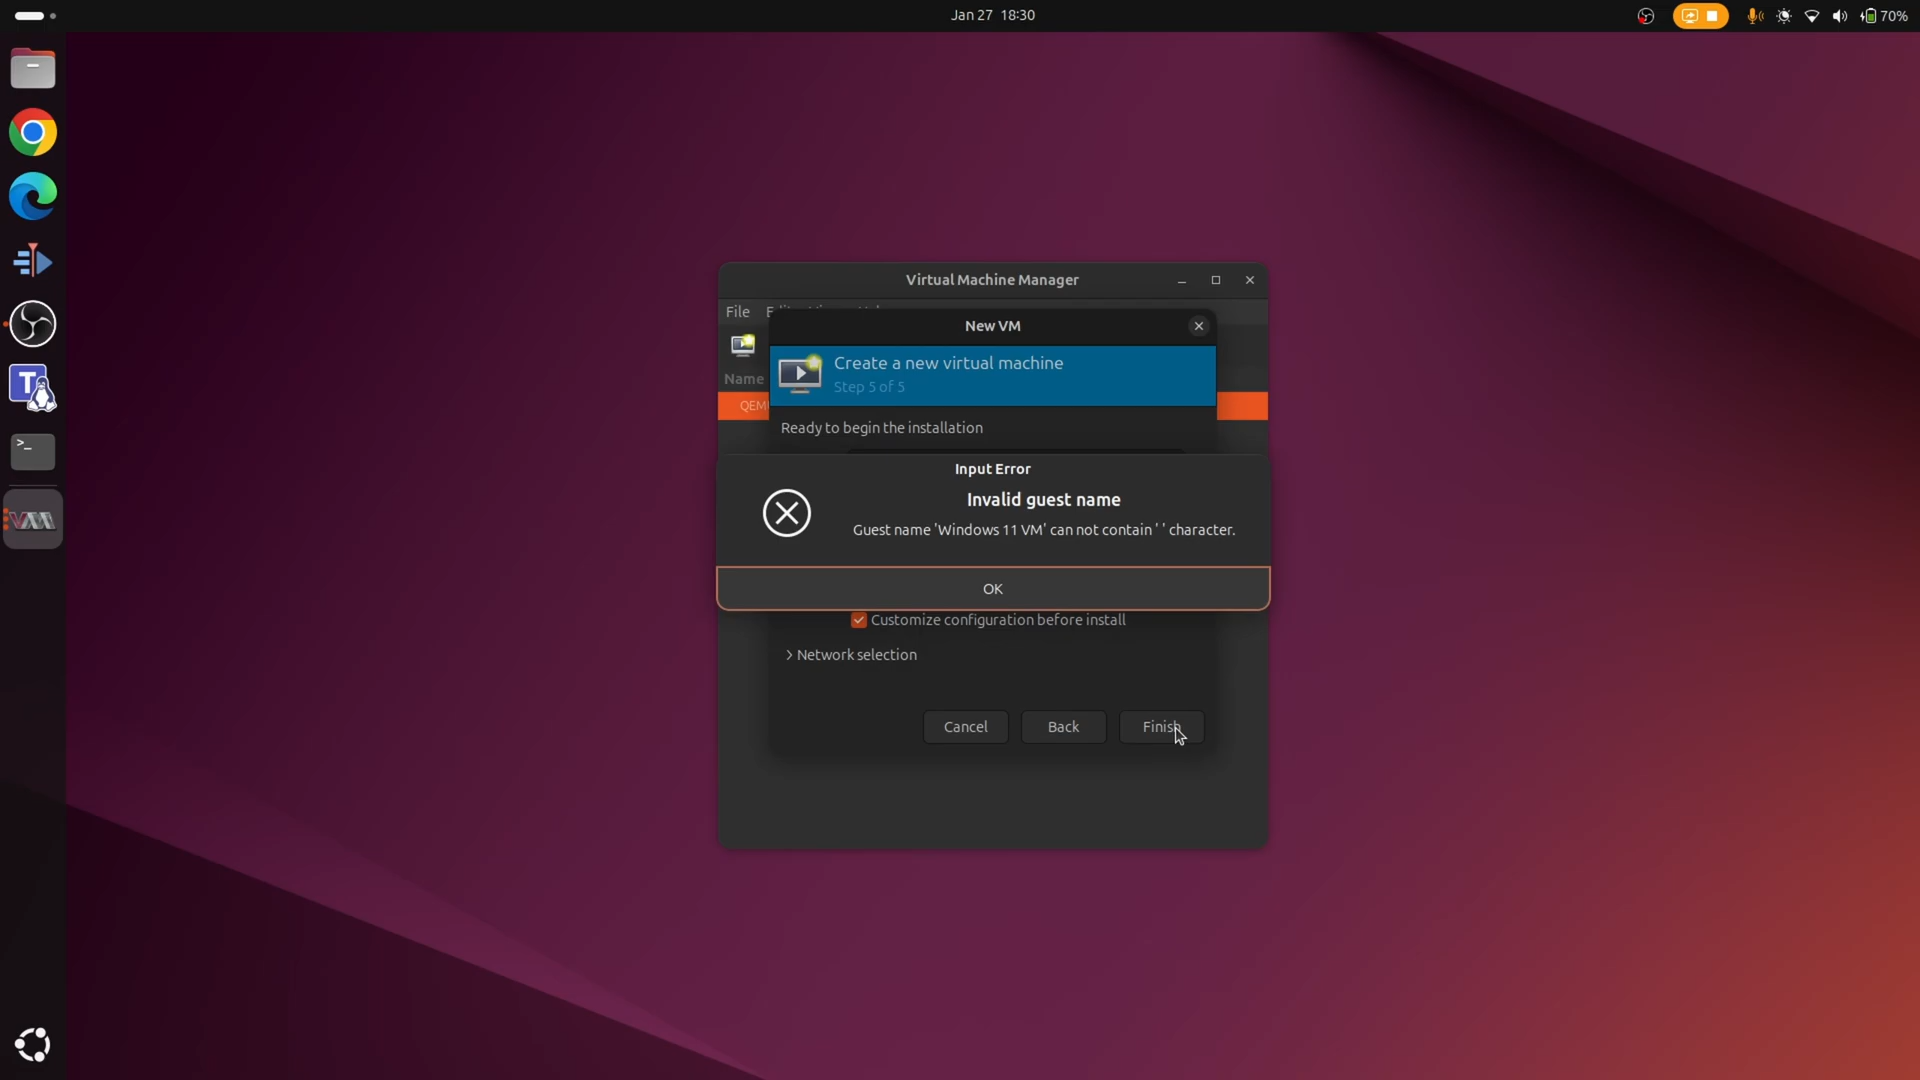 Jan 27 18:30
70%
Virtual Machine Manager
File
New VM
Create a new virtual machine
Step 5 of 5
Name
QEM
Ready to begin the installation
Input Error
Invalid guest name
Guest name 'Windows 11 VM' can not contain ' ' character.
OK
Customize configuration before install
Network selection
Cancel
Back
Finish